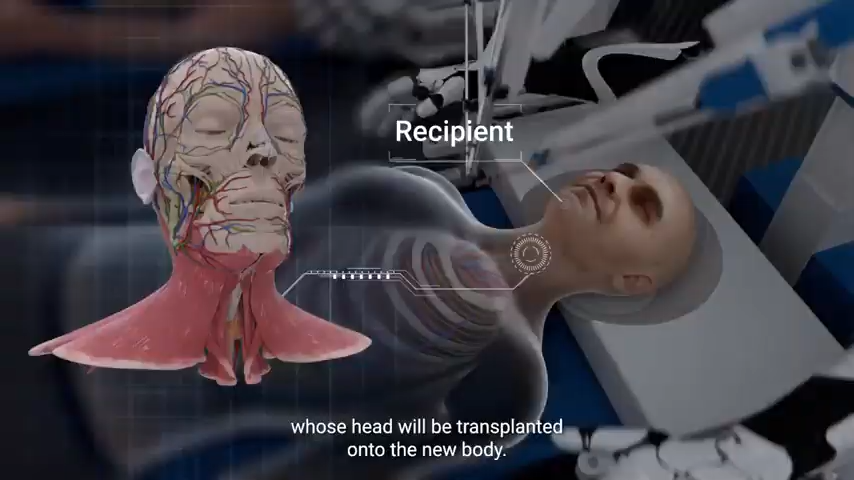 Recipient
whose head will be transplanted
onto the new body.